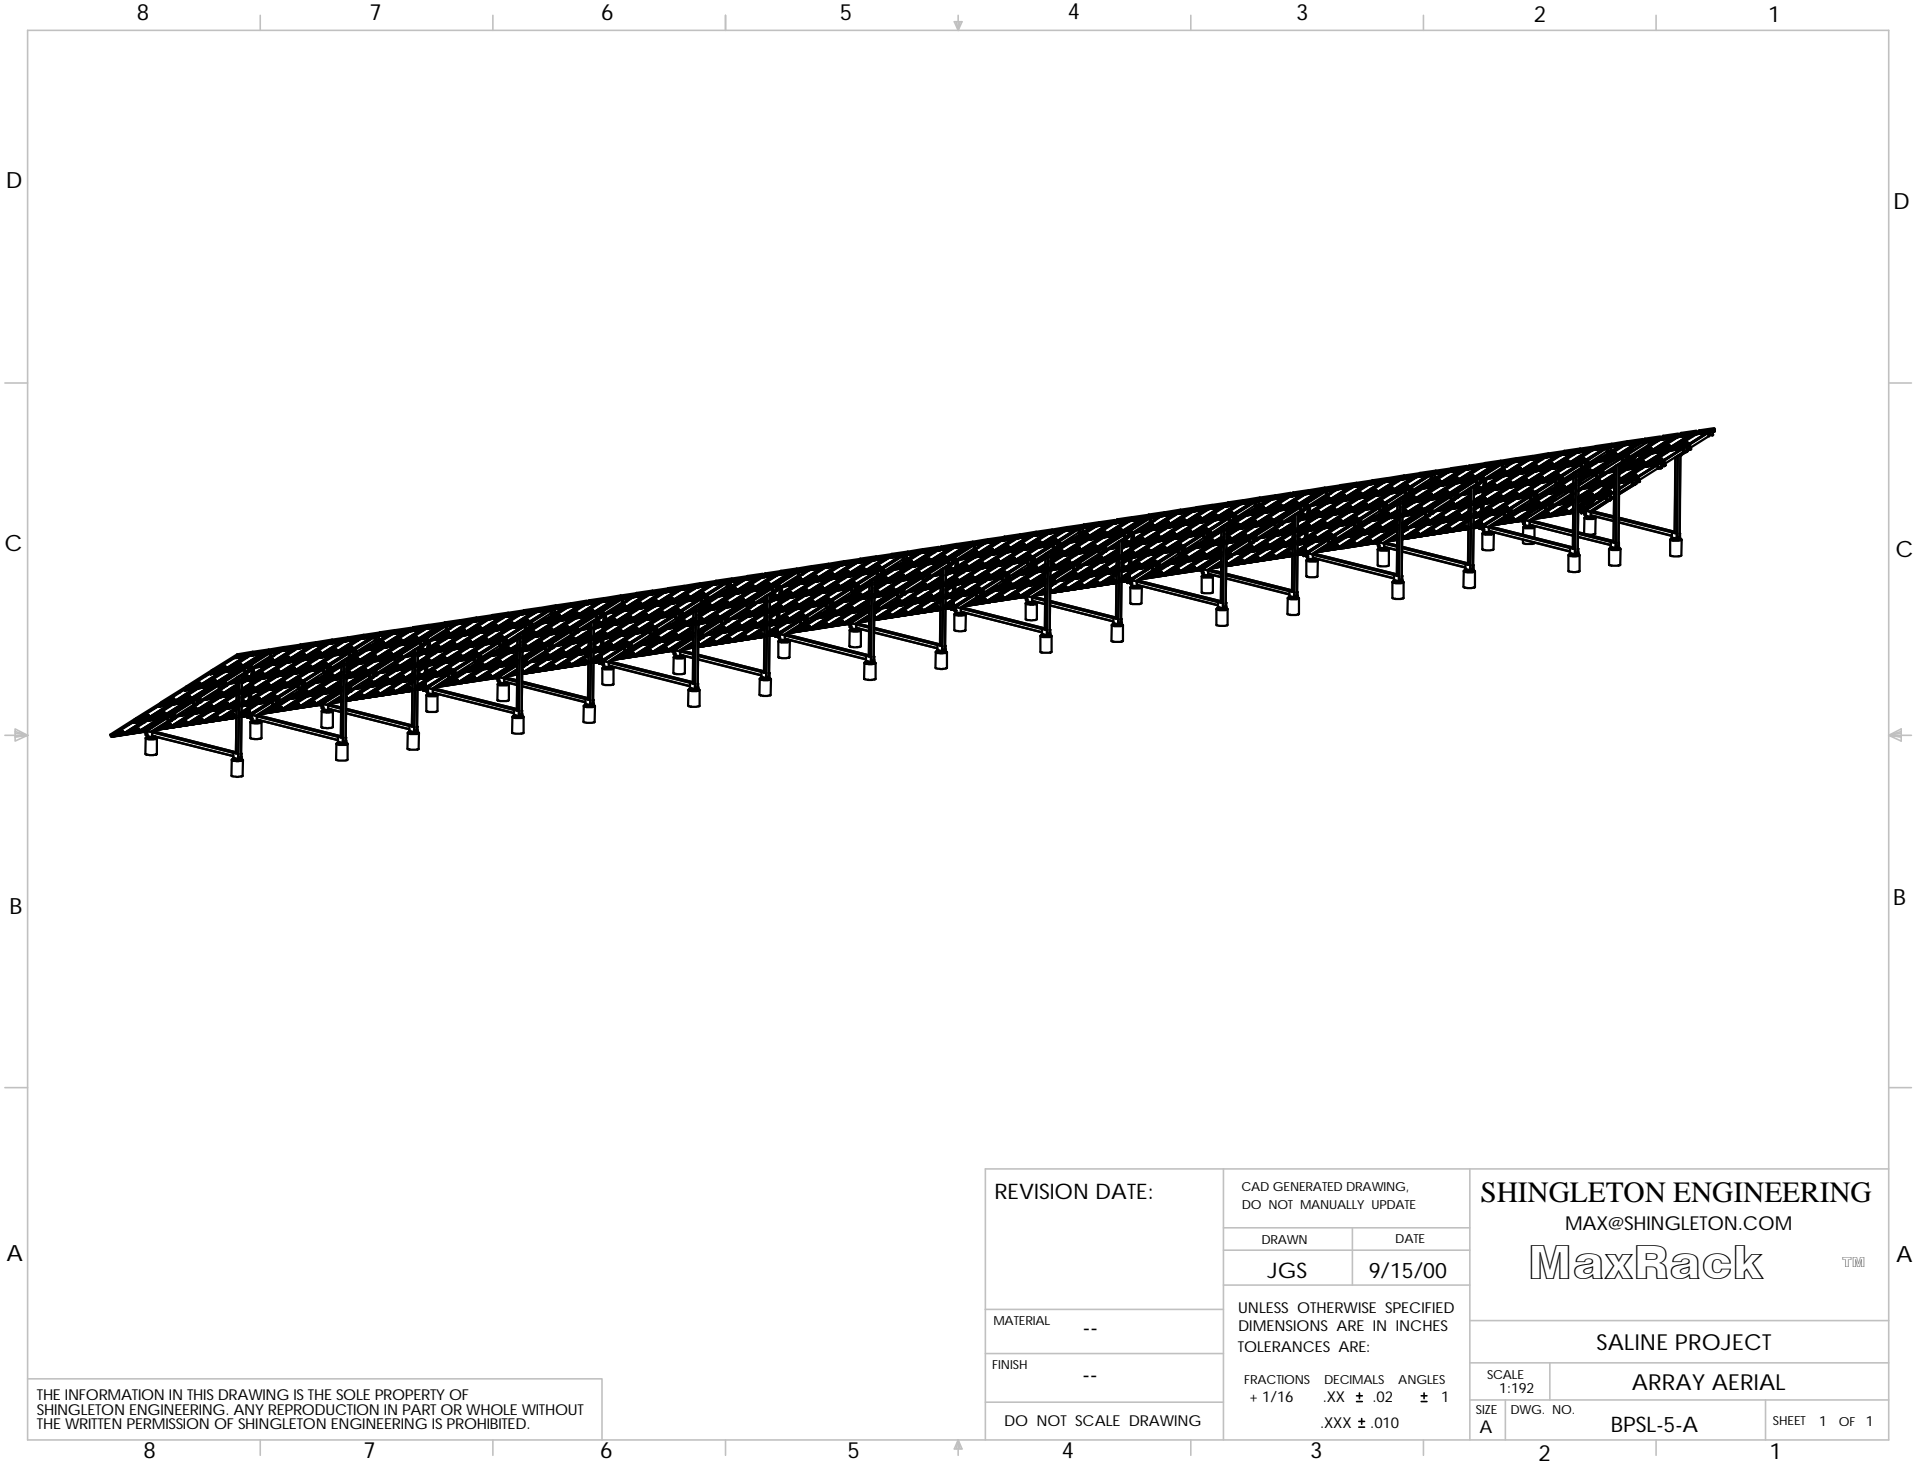 8 7 6 5 4 3 2 1
D D
C C
B B
A A
REVISION DATE:
MATERIAL --
FINISH --
DO NOT SCALE DRAWING
CAD GENERATED DRAWING,
DO NOT MANUALLY UPDATE
DRAWN DATE
JGS 9/15/00
UNLESS OTHERWISE SPECIFIED
DIMENSIONS ARE IN INCHES
TOLERANCES ARE:
FRACTIONS DECIMALS ANGLES
+ 1/16 .XX ± .02 ± 1
.XXX ± .010
SHINGLETON ENGINEERING
MAX@SHINGLETON.COM
MaxRack TM
SALINE PROJECT
SCALE
1:192
ARRAY AERIAL
SIZE
A
DWG. NO.
BPSL-5-A
SHEET 1 OF 1
THE INFORMATION IN THIS DRAWING IS THE SOLE PROPERTY OF
SHINGLETON ENGINEERING. ANY REPRODUCTION IN PART OR WHOLE WITHOUT
THE WRITTEN PERMISSION OF SHINGLETON ENGINEERING IS PROHIBITED.
8 7 6 5 4 3 2 1